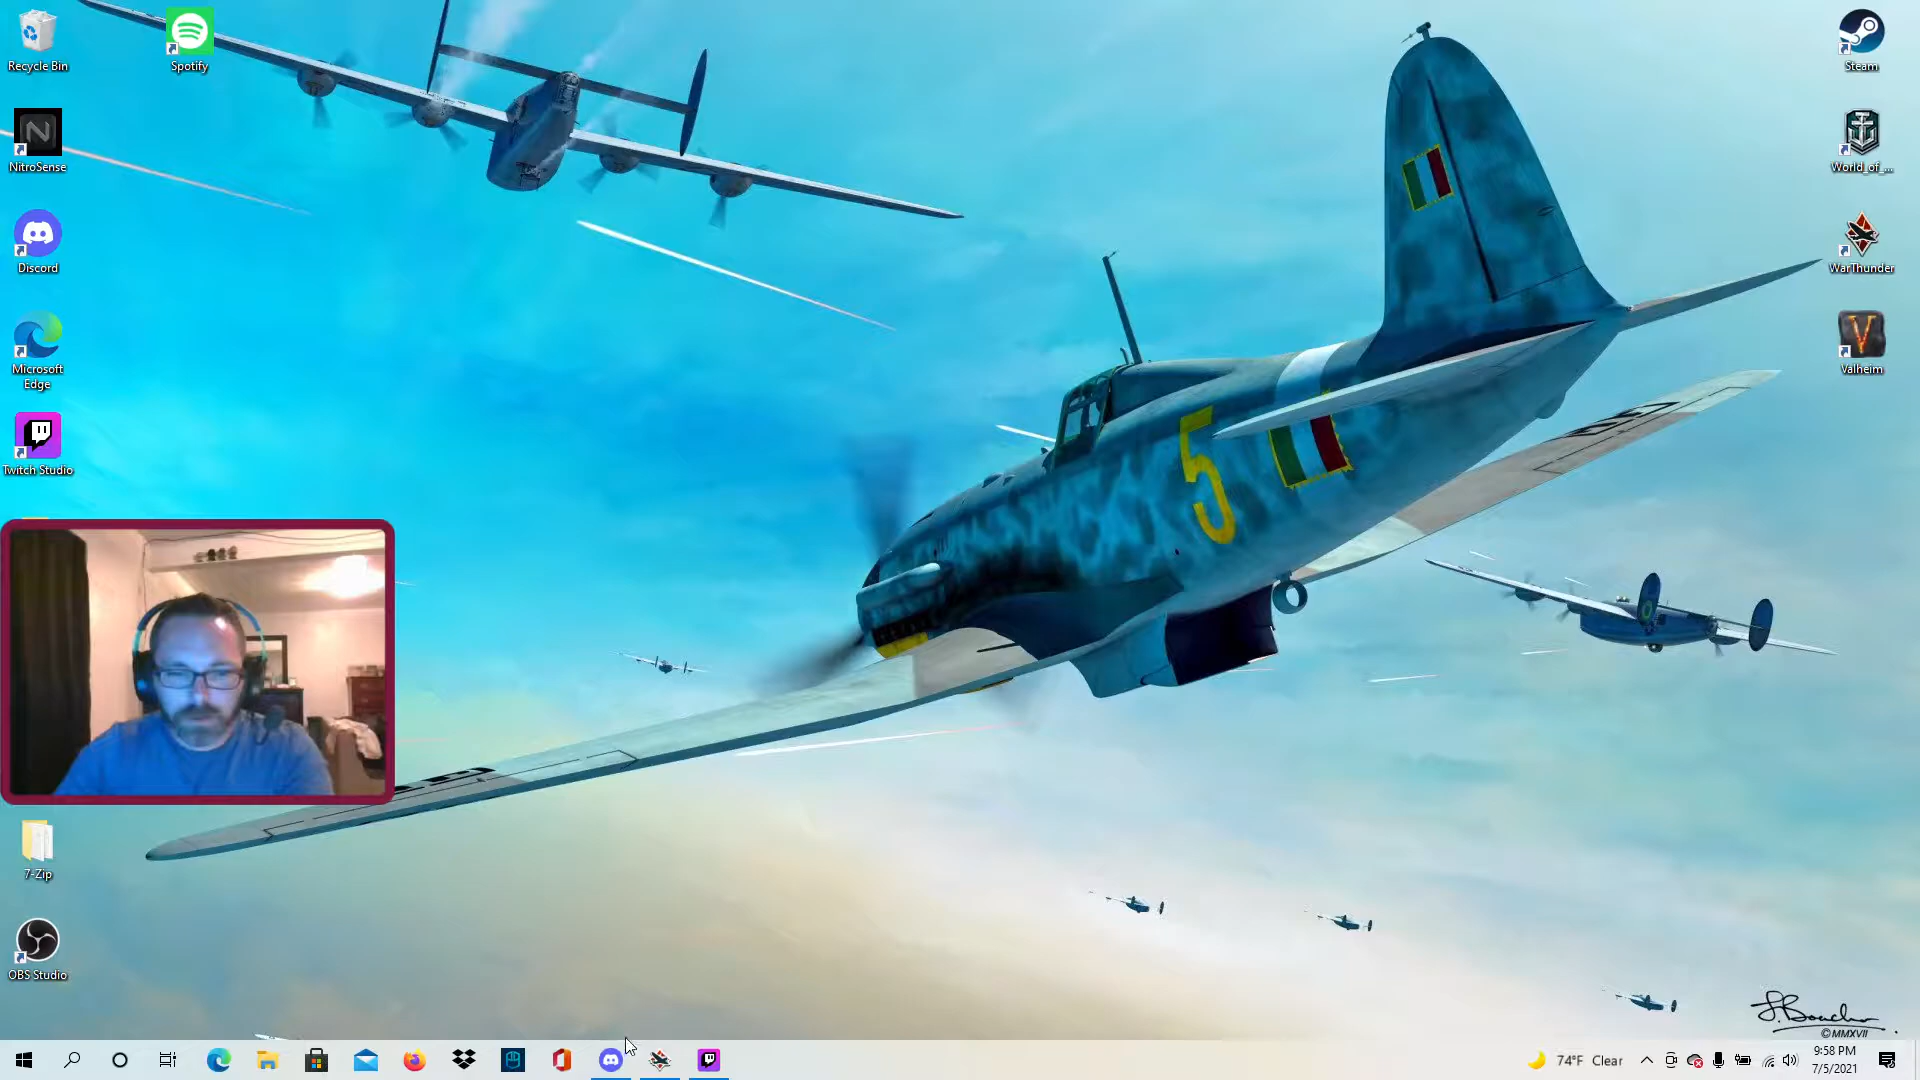 Recycle Bin
Spotify
Steam
NitroSense
World_of_...
Discord
WarThunder
Microsoft
Edge
Valheim
Twitch Studio
5
7-Zip
OBS Studio
©MMXVII
74°F Clear
9:58 PM
7/5/2021